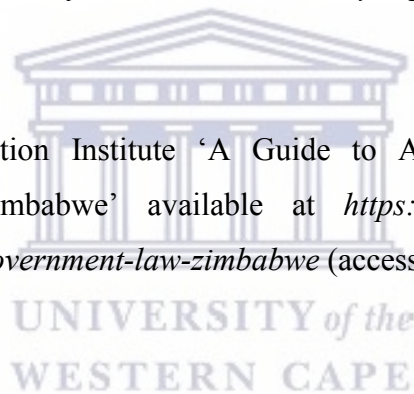 tion Institute ‘A Guide to A
mbabwe’ available at https:
overnment-law-zimbabwe (access
UNIVERSITY of the
WESTERN CAPE